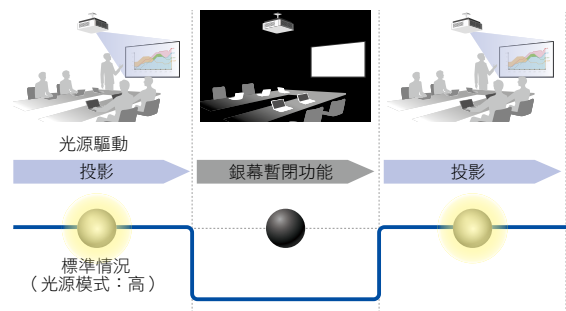 光源驅動
投影
銀幕暫閉功能
投影
標準情況
（光源模式：高）